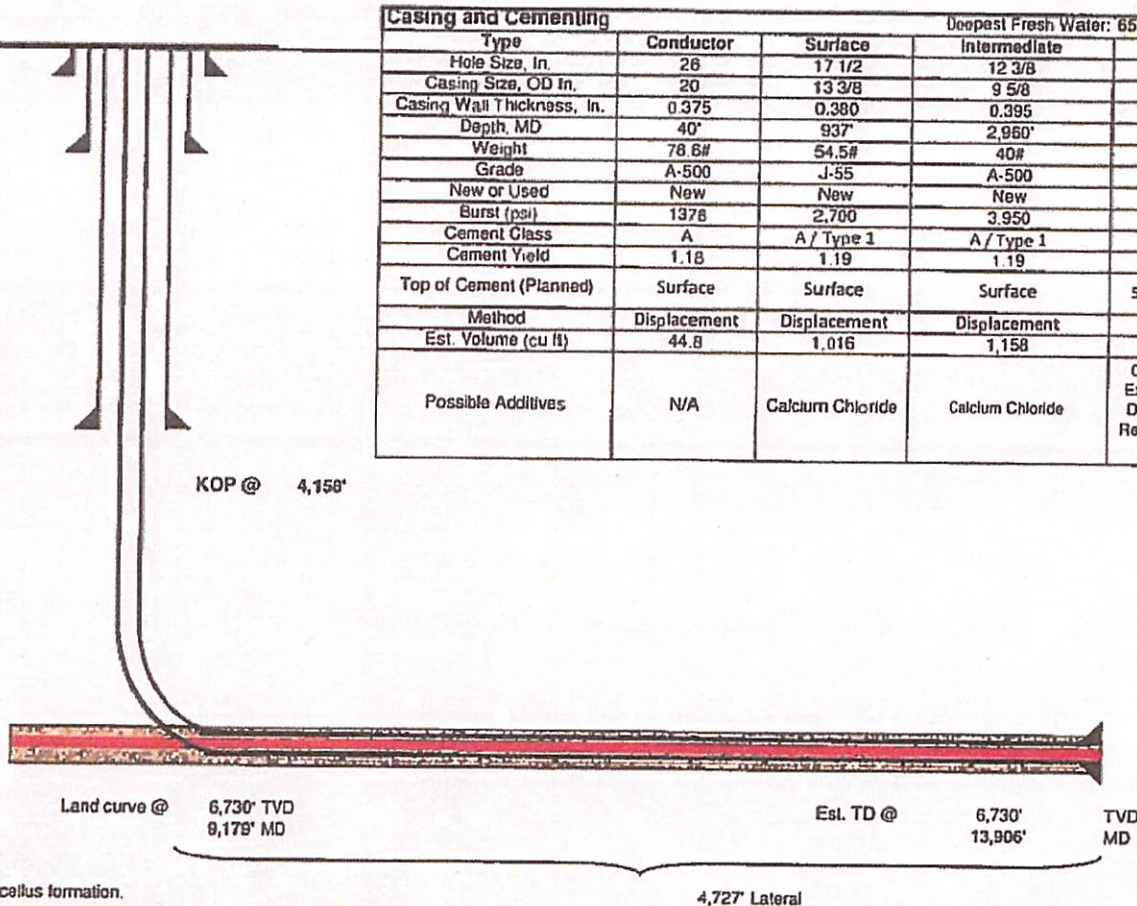 Casing and Cementing Deepest Fresh Water: 65
Type Conductor Surface Intermediate
Hole Size, In. 26 17 1/2 12 3/8
Casing Size, OD In. 20 13 3/8 9 5/8
Casing Wall Thickness, In. 0.375 0.380 0.395
Depth, MD 40' 937' 2,960'
Weight 78.6# 54.5# 40#
Grade A-500 J-55 A-500
New or Used New New New
Burst (psi) 1378 2,700 3,950
Cement Class A A / Type 1 A / Type 1
Cement Yield 1.18 1.19 1.19
Top of Cement (Planned) Surface Surface Surface S
Method Displacement Displacement Displacement
Est. Volume (cu ft) 44.8 1,016 1,158
Possible Additives N/A Calcium Chloride Calcium Chloride
KOP @ 4,158'
Land curve @ 6,730' TVD
9,179' MD
Est. TD @ 6,730' TVD
13,906' MD
cellus formation.
4,727' Lateral